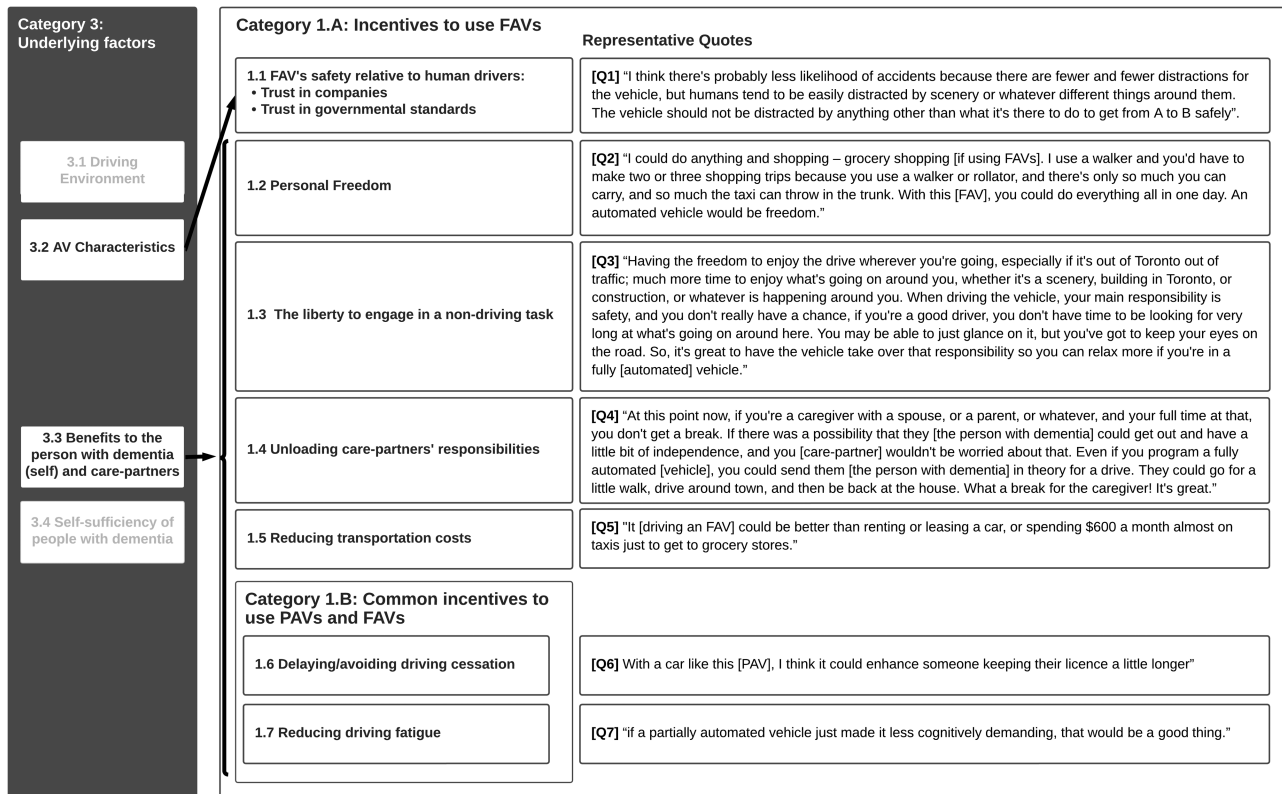 Category 3:
Underlying factors
3.1 Driving
Environment
3.2 AV Characteristics
3.3 Benefits to the
person with dementia
(self) and care-partners
3.4 Self-sufficiency of
people with dementia
Category 1.A: Incentives to use FAVs
Representative Quotes
1.1 FAV's safety relative to human drivers:
• Trust in companies
• Trust in governmental standards
[Q1] “I think there's probably less likelihood of accidents because there are fewer and fewer distractions for
the vehicle, but humans tend to be easily distracted by scenery or whatever different things around them.
The vehicle should not be distracted by anything other than what it's there to do to get from A to B safely”.
1.2 Personal Freedom
[Q2] “I could do anything and shopping – grocery shopping [if using FAVs]. I use a walker and you'd have to
make two or three shopping trips because you use a walker or rollator, and there's only so much you can
carry, and so much the taxi can throw in the trunk. With this [FAV], you could do everything all in one day. An
automated vehicle would be freedom.”
1.3 The liberty to engage in a non-driving task
[Q3] “Having the freedom to enjoy the drive wherever you're going, especially if it's out of Toronto out of
traffic; much more time to enjoy what's going on around you, whether it's a scenery, building in Toronto, or
construction, or whatever is happening around you. When driving the vehicle, your main responsibility is
safety, and you don't really have a chance, if you're a good driver, you don't have time to be looking for very
long at what's going on around here. You may be able to just glance on it, but you've got to keep your eyes on
the road. So, it's great to have the vehicle take over that responsibility so you can relax more if you're in a
fully [automated] vehicle.”
1.4 Unloading care-partners' responsibilities
[Q4] “At this point now, if you're a caregiver with a spouse, or a parent, or whatever, and your full time at that,
you don't get a break. If there was a possibility that they [the person with dementia] could get out and have a
little bit of independence, and you [care-partner] wouldn't be worried about that. Even if you program a fully
automated [vehicle], you could send them [the person with dementia] in theory for a drive. They could go for a
little walk, drive around town, and then be back at the house. What a break for the caregiver! It's great.”
1.5 Reducing transportation costs
[Q5] "It [driving an FAV] could be better than renting or leasing a car, or spending $600 a month almost on
taxis just to get to grocery stores.”
Category 1.B: Common incentives to
use PAVs and FAVs
1.6 Delaying/avoiding driving cessation
[Q6] With a car like this [PAV], I think it could enhance someone keeping their licence a little longer”
1.7 Reducing driving fatigue
[Q7] “if a partially automated vehicle just made it less cognitively demanding, that would be a good thing.”